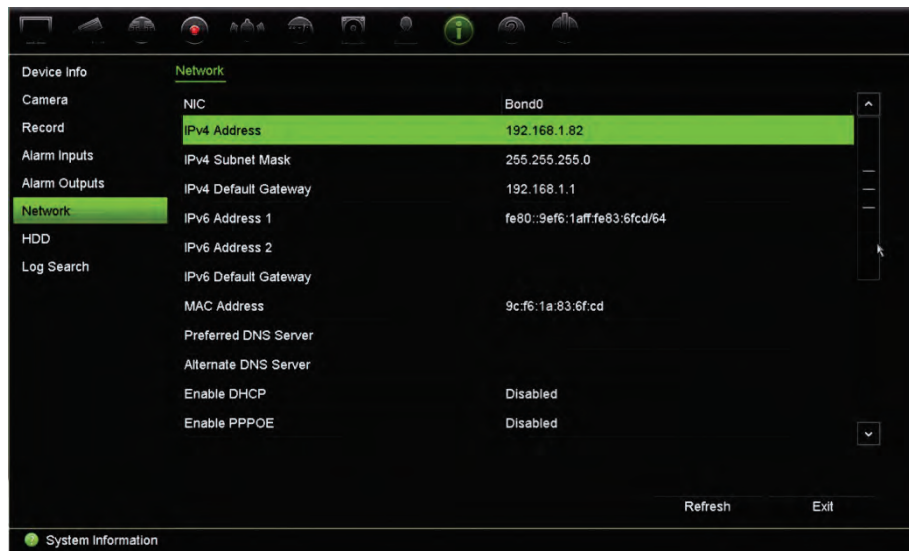 Device Info
Camera
Record
Alarm Inputs
Alarm Outputs
Network
HDD
Log Search
Network
NIC Bond0
IPv4 Address 192.168.1.82
IPv4 Subnet Mask 255.255.255.0
IPv4 Default Gateway 192.168.1.1
IPv6 Address 1 fe80::9ef6:1aff:fe83:6fcd/64
IPv6 Address 2
IPv6 Default Gateway
MAC Address 9c:f6:1a:83:6f:cd
Preferred DNS Server
Alternate DNS Server
Enable DHCP Disabled
Enable PPPOE Disabled
Refresh Exit
System Information